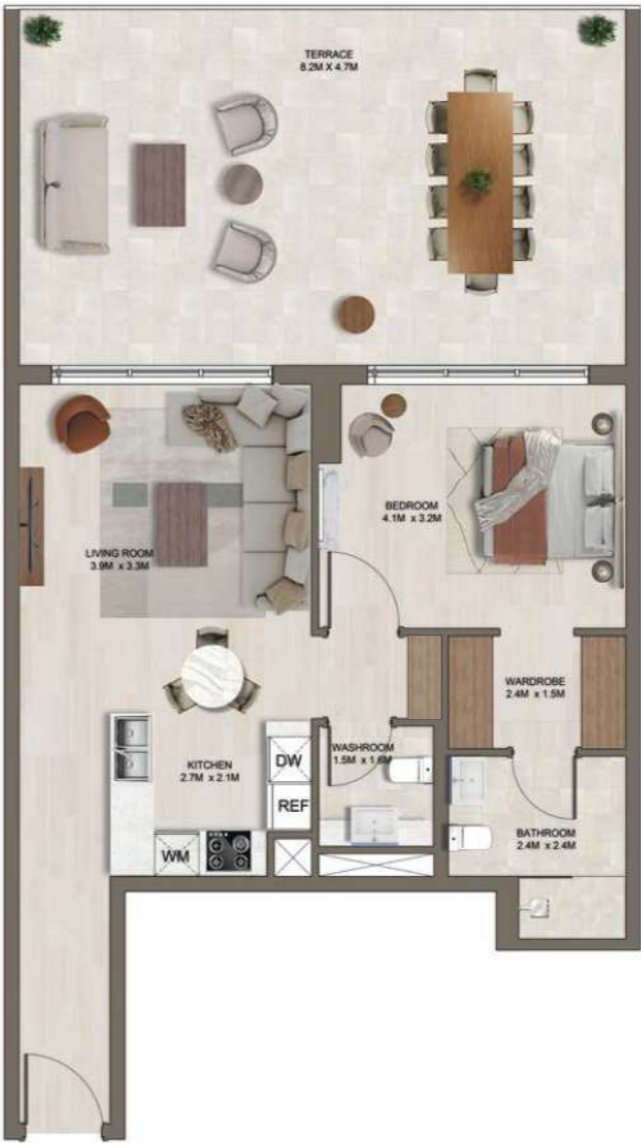 TERRACE
8.2M X 4.7M
BEDROOM
4.1M x 3.2M
LIVING ROOM
3.9M x 3.3M
WARDROBE
2.4M x 1.5M
WASHROOM
1.5M x 1.6M
KITCHEN
2.7M x 2.1M
DW
REF
BATHROOM
2.4M x 2.4M
WM